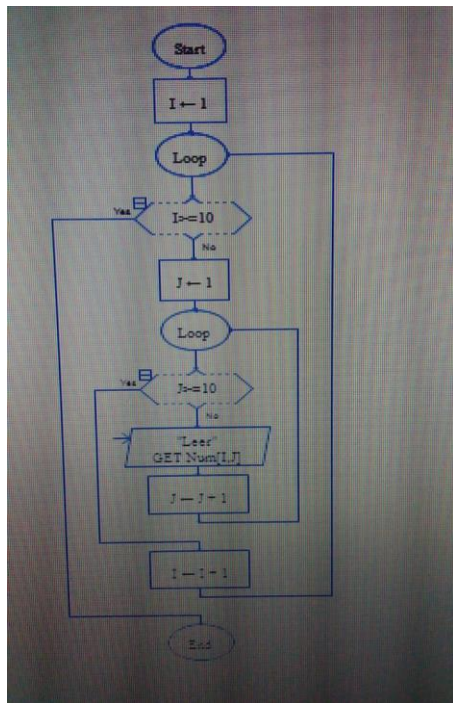 Start
I ← 1
Loop
I>=10
Yes
No
J ← 1
Loop
J>=10
Yes
No
"Leer"
GET Num[I,J]
J ← J + 1
I ← I + 1
End